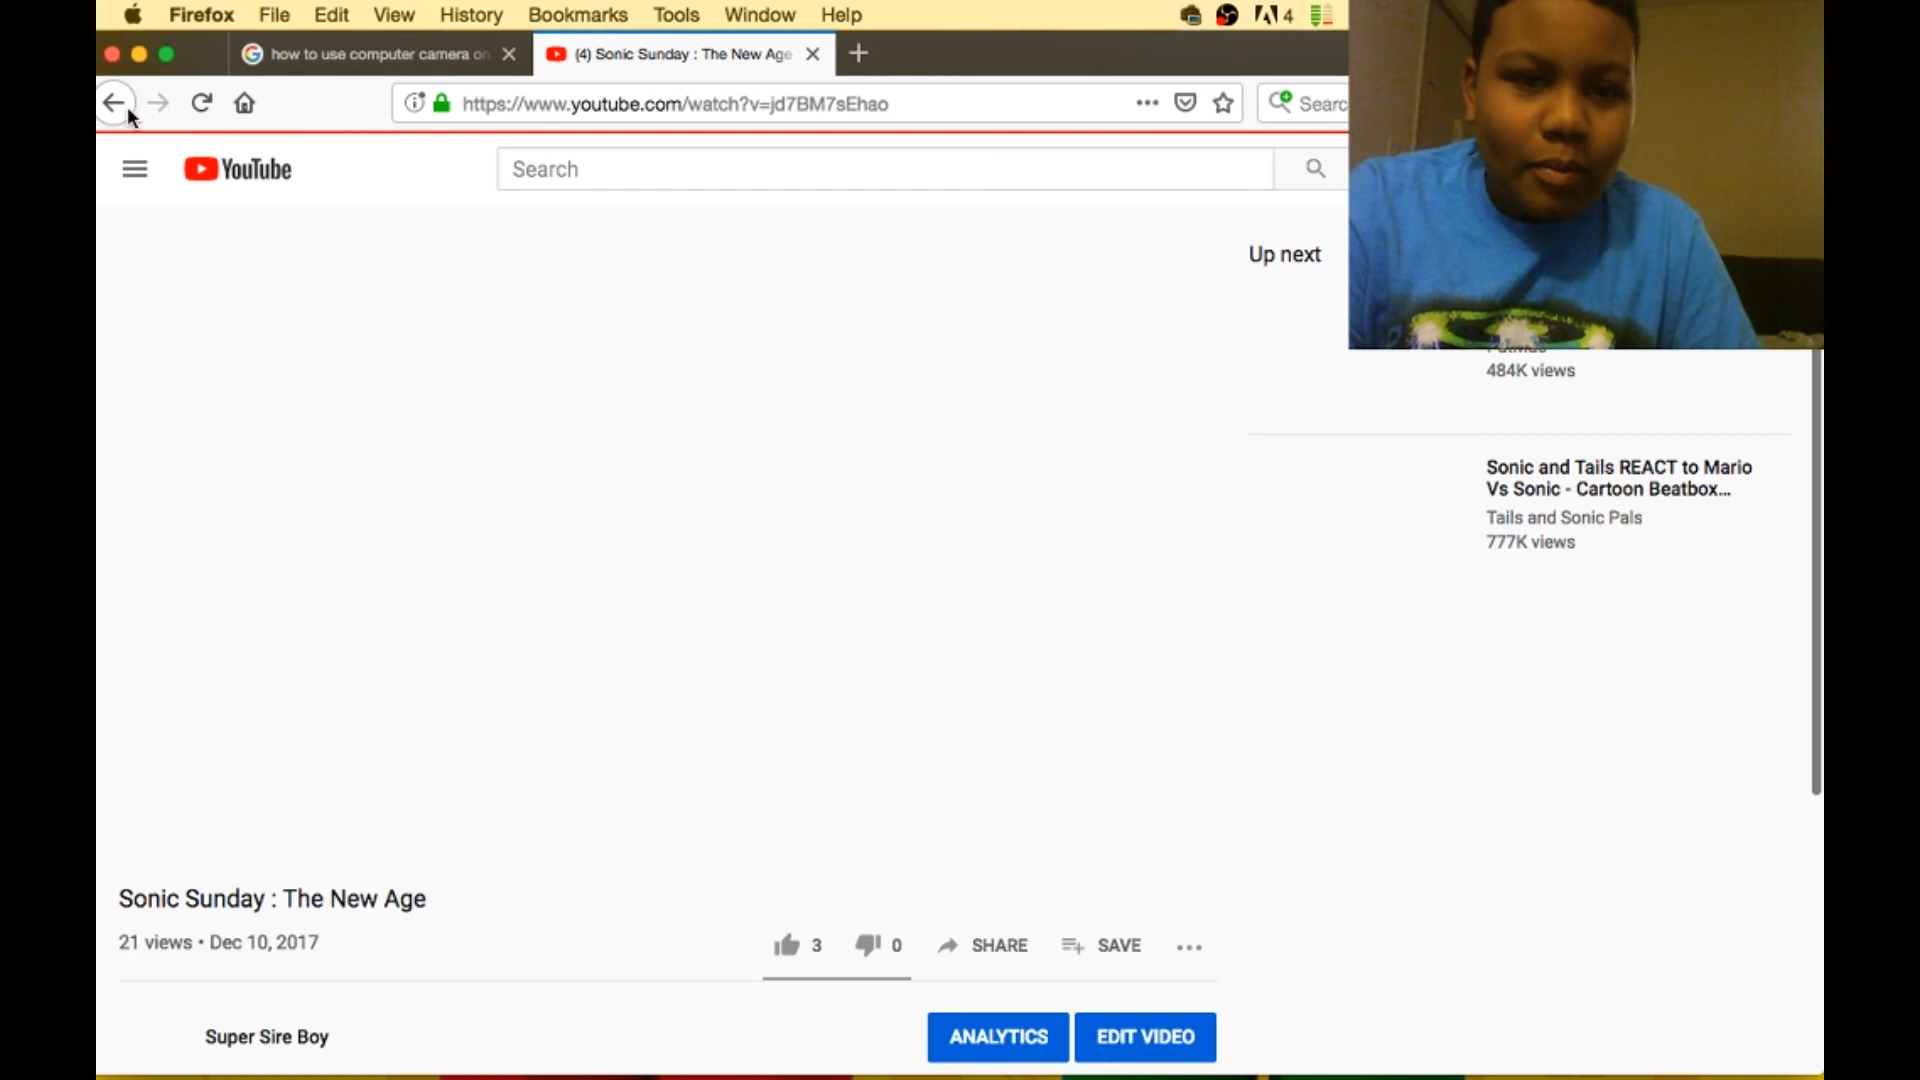 Firefox File Edit View History Bookmarks Tools Window Help 4
how to use computer camera on
(4) Sonic Sunday : The New Age
https://www.youtube.com/watch?v=jd7BM7sEhao
Searc
YouTube
Search
Up next
484K views
Sonic and Tails REACT to Mario
Vs Sonic - Cartoon Beatbox...
Tails and Sonic Pals
777K views
Sonic Sunday : The New Age
21 views • Dec 10, 2017
3 0 SHARE SAVE
Super Sire Boy
ANALYTICS EDIT VIDEO